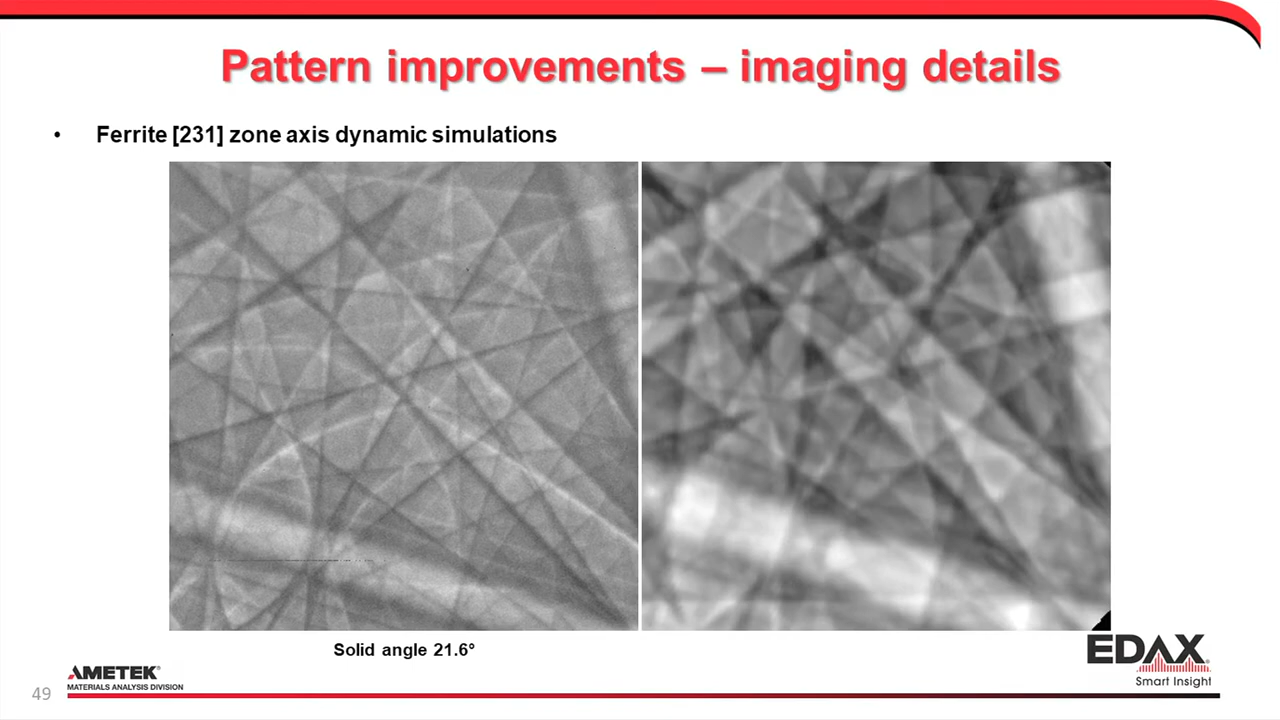 Pattern improvements – imaging details
• Ferrite [231] zone axis dynamic simulations
Solid angle 21.6°
49
AMETEK®
MATERIALS ANALYSIS DIVISION
EDAX®
Smart Insight